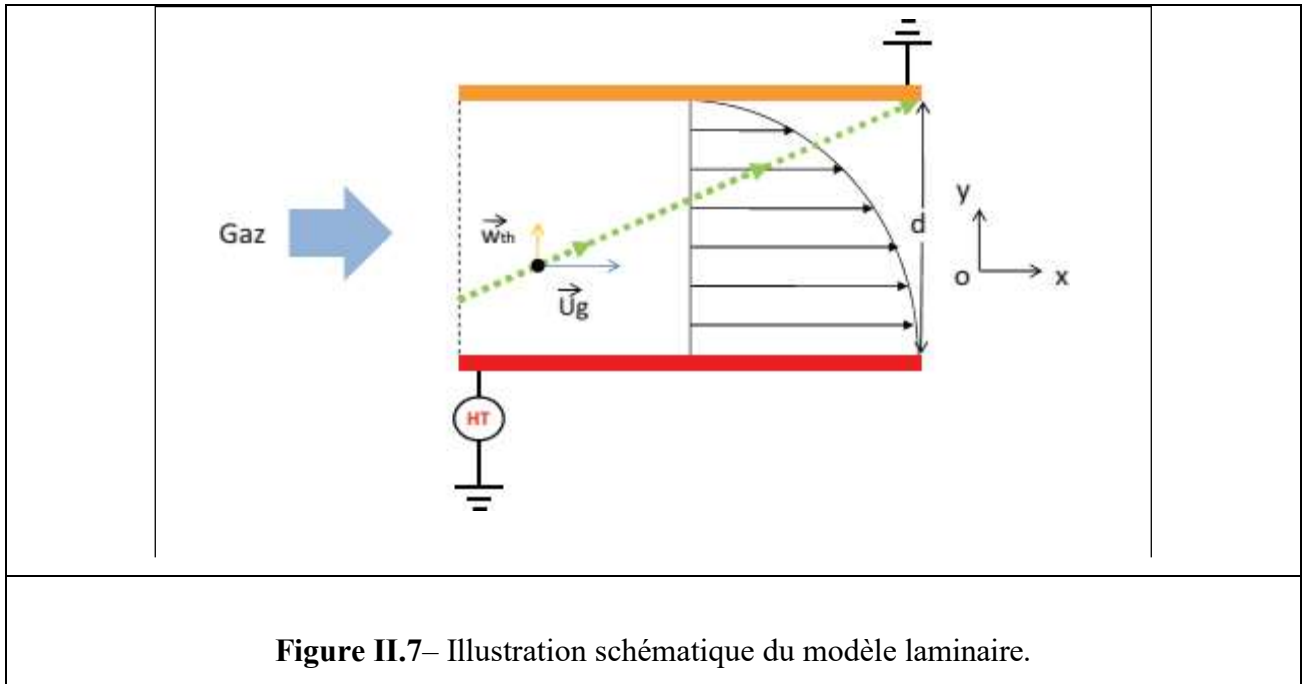 Gaz
Wth
Ug
d
y
o
x
HT
Figure II.7– Illustration schématique du modèle laminaire.